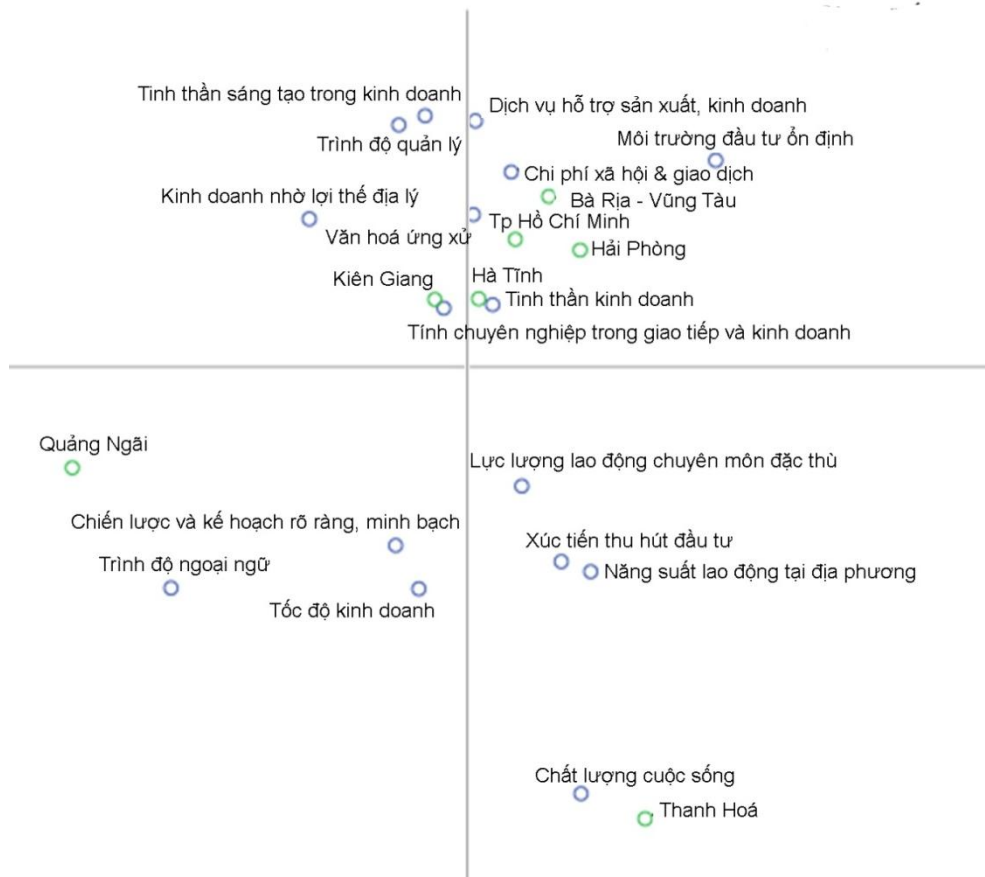 Tinh thần sáng tạo trong kinh doanh
Dịch vụ hỗ trợ sản xuất, kinh doanh
Trình độ quản lý
Môi trường đầu tư ổn định
Chi phí xã hội & giao dịch
Kinh doanh nhờ lợi thế địa lý
Bà Rịa - Vũng Tàu
Tp Hồ Chí Minh
Văn hoá ứng xử
Hải Phòng
Kiên Giang
Hà Tĩnh
Tinh thần kinh doanh
Tính chuyên nghiệp trong giao tiếp và kinh doanh
Quảng Ngãi
Lực lượng lao động chuyên môn đặc thù
Chiến lược và kế hoạch rõ ràng, minh bạch
Xúc tiến thu hút đầu tư
Trình độ ngoại ngữ
Năng suất lao động tại địa phương
Tốc độ kinh doanh
Chất lượng cuộc sống
Thanh Hoá